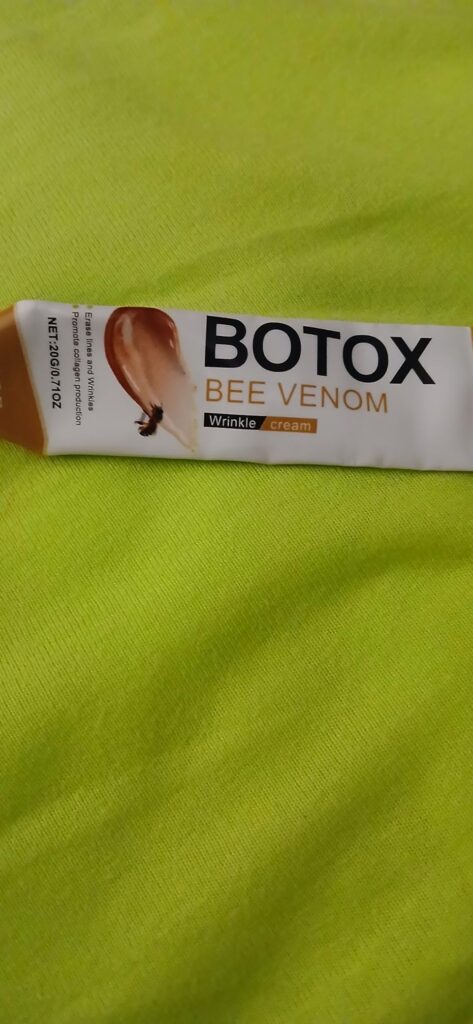 BOTOX
BEE VENOM
Wrinkle cream
Erase lines and Wrinkles
Promote collagen production
NET:20G/0.71OZ